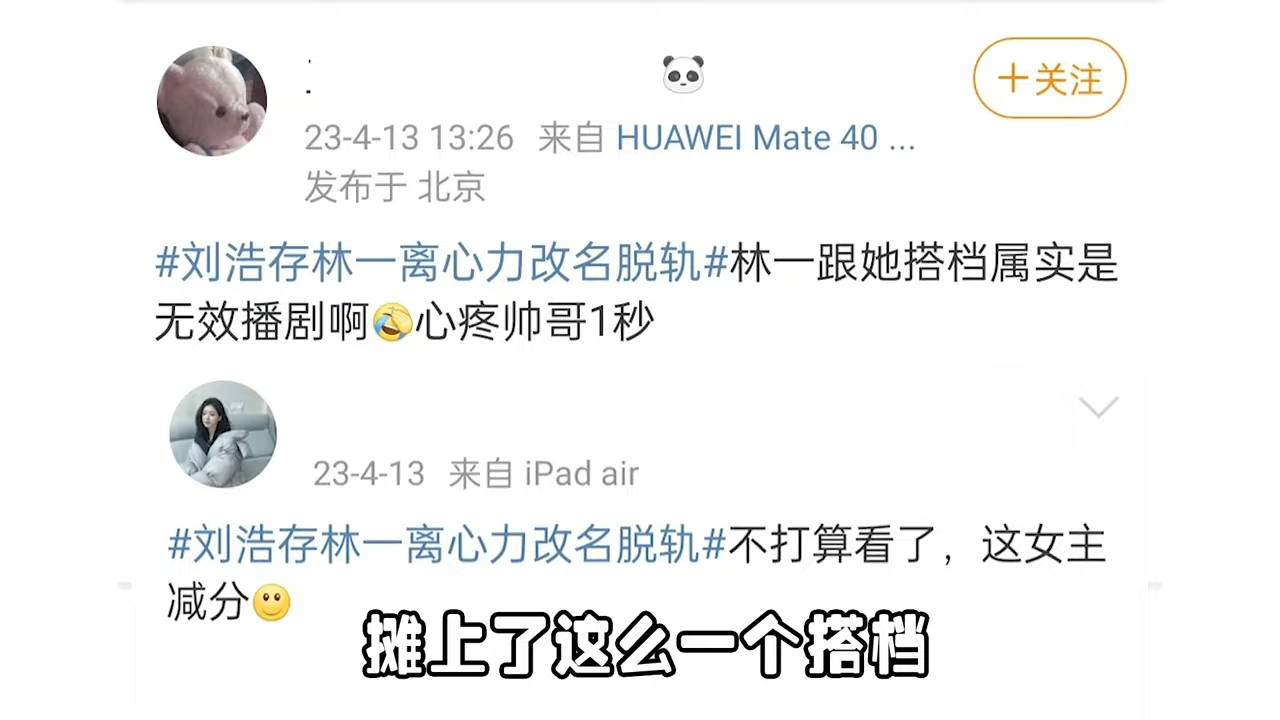 +关注
23-4-13 13:26 来自 HUAWEI Mate 40 ...
发布于 北京
#刘浩存林一离心力改名脱轨#林一跟她搭档属实是
无效播剧啊🤣心疼帅哥1秒
23-4-13 来自 iPad air
#刘浩存林一离心力改名脱轨#不打算看了，这女主
减分🙂
摊上了这么一个搭档